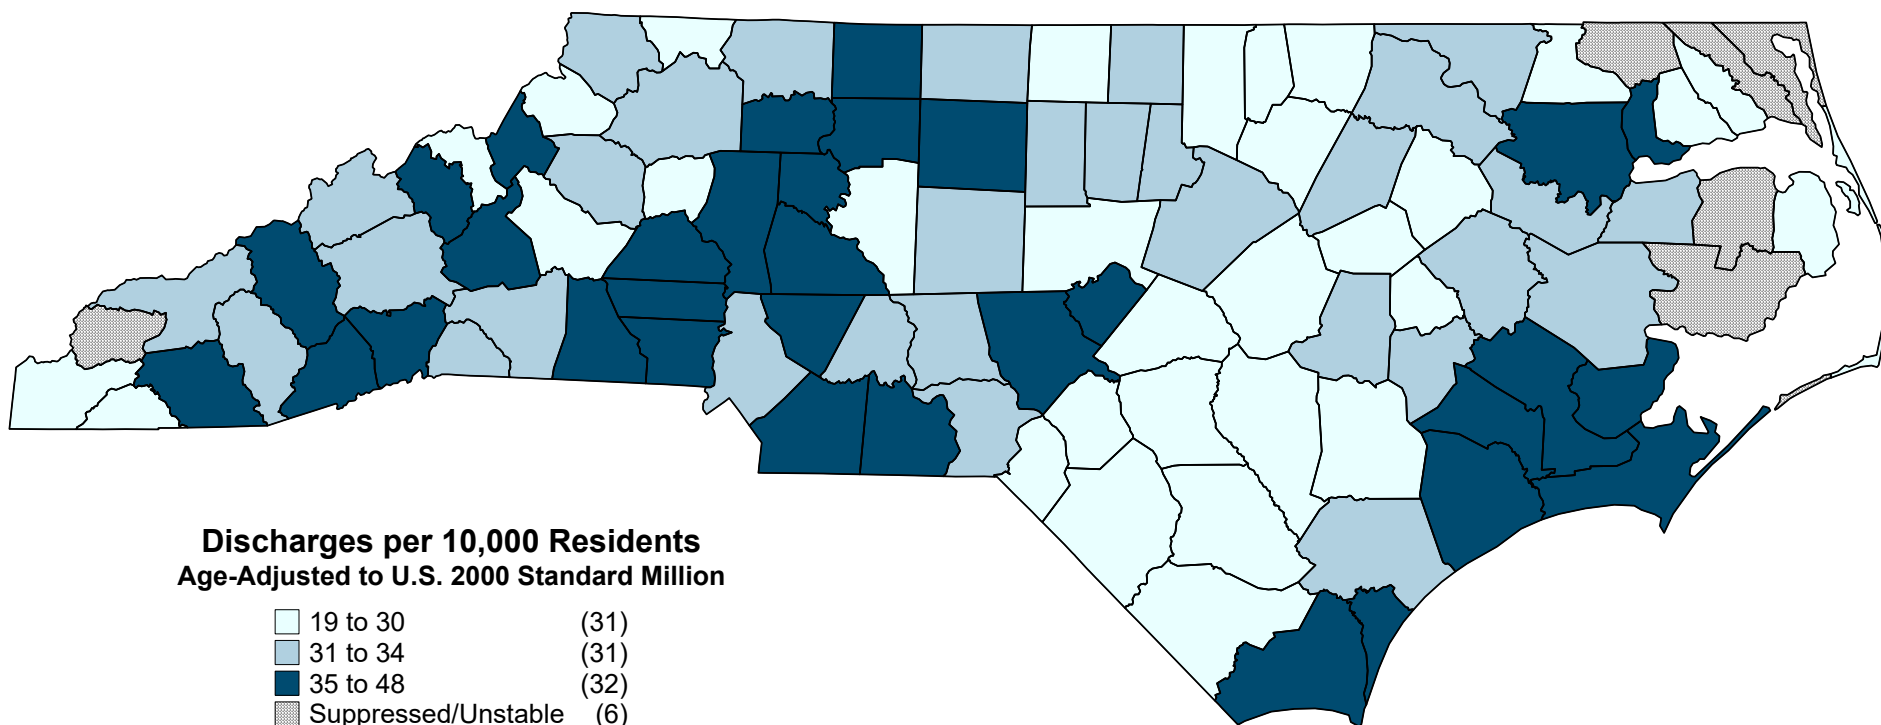 Discharges per 10,000 Residents
Age-Adjusted to U.S. 2000 Standard Million
19 to 30 (31)
31 to 34 (31)
35 to 48 (32)
Suppressed/Unstable (6)